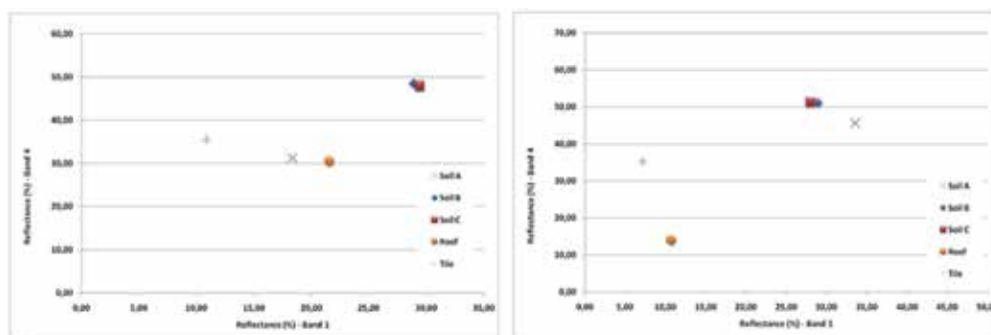 60,00
50,00
40,00
30,00
20,00
10,00
0,00
Reflectance (%) - Band 4
0,00 5,00 10,00 15,00 20,00 25,00 30,00 35,00
Reflectance (%) - Band 1
Soil A
Soil B
Soil C
Roof
Tile
70,00
60,00
50,00
40,00
30,00
20,00
10,00
0,00
Reflectance (%) - Band 4
0,00 5,00 10,00 15,00 20,00 25,00 30,00 35,00 40,00 45,00 50,0
Reflectance (%) - Band 1
Soil A
Soil B
Soil C
Roof
Tile